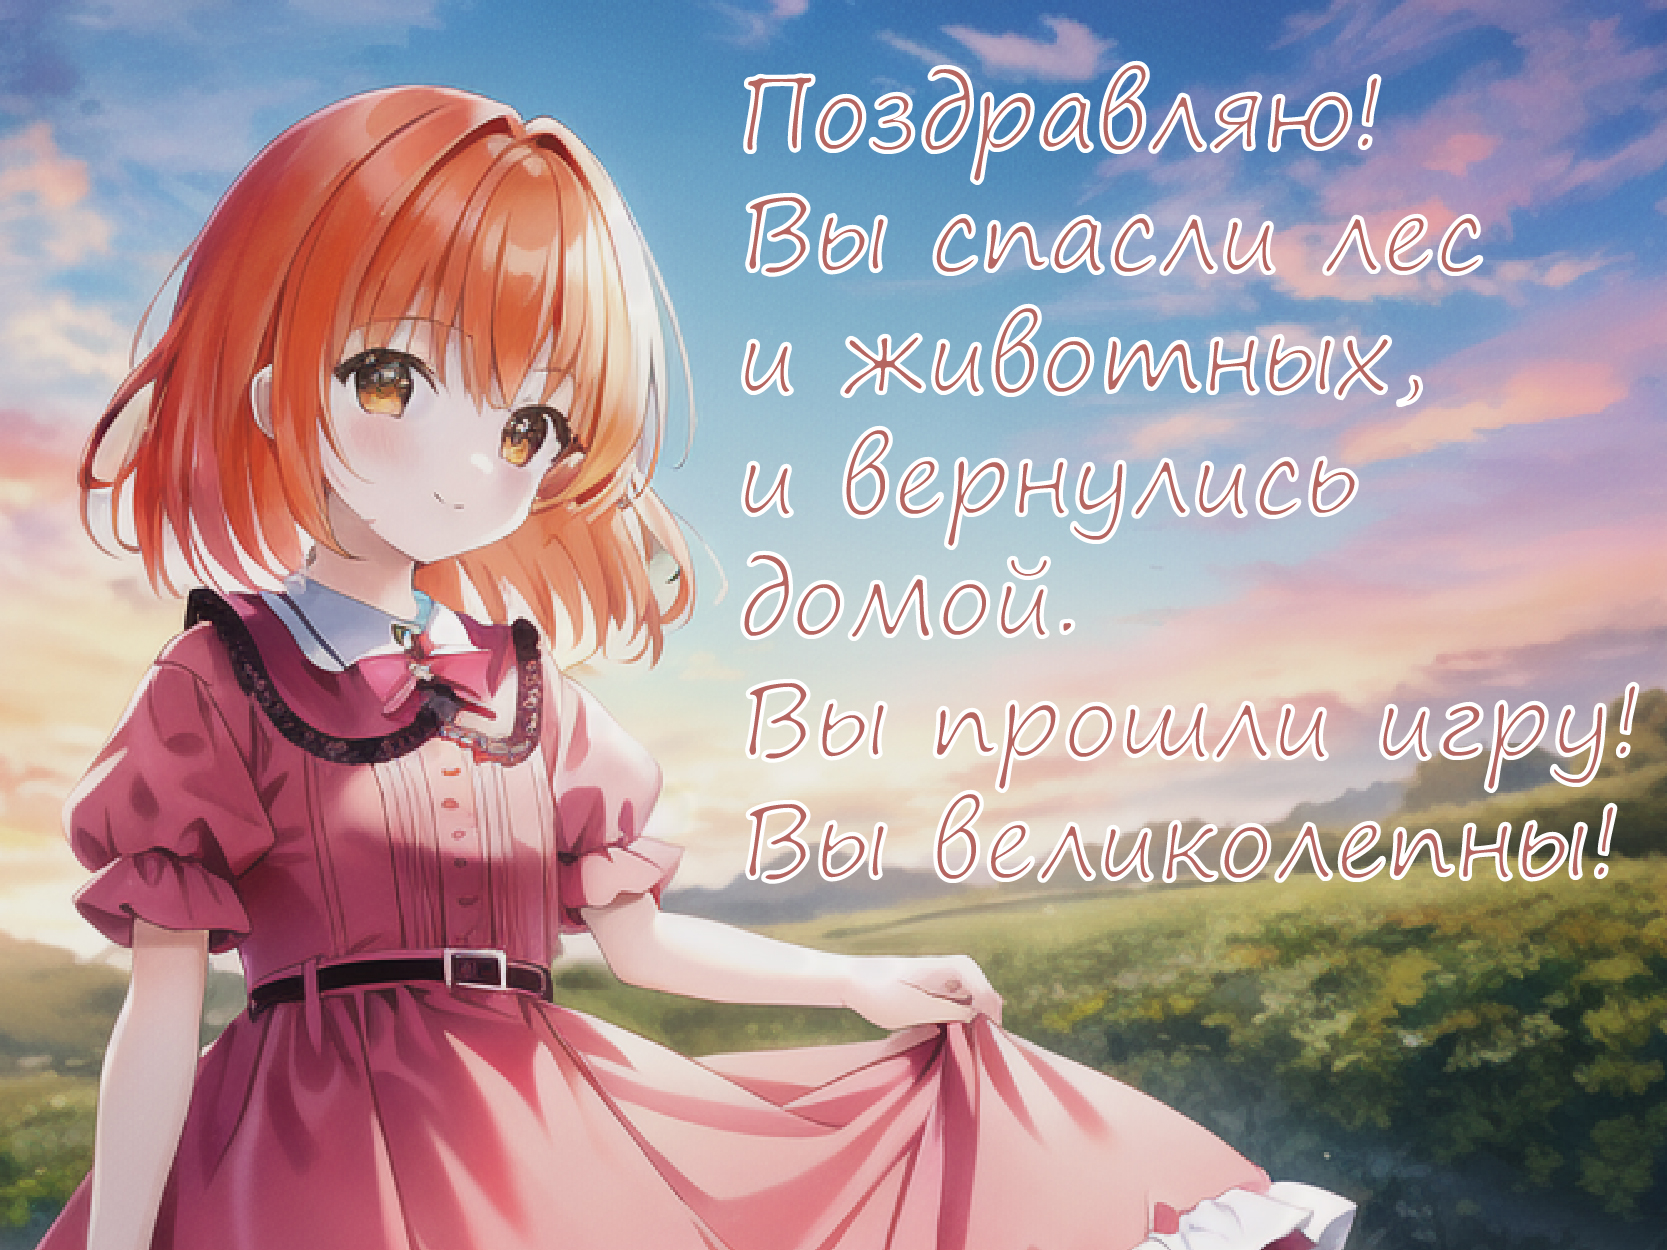 Поздравляю!
Вы спасли лес
и животных,
и вернулись
домой.
Вы прошли игру!
Вы великолепны!